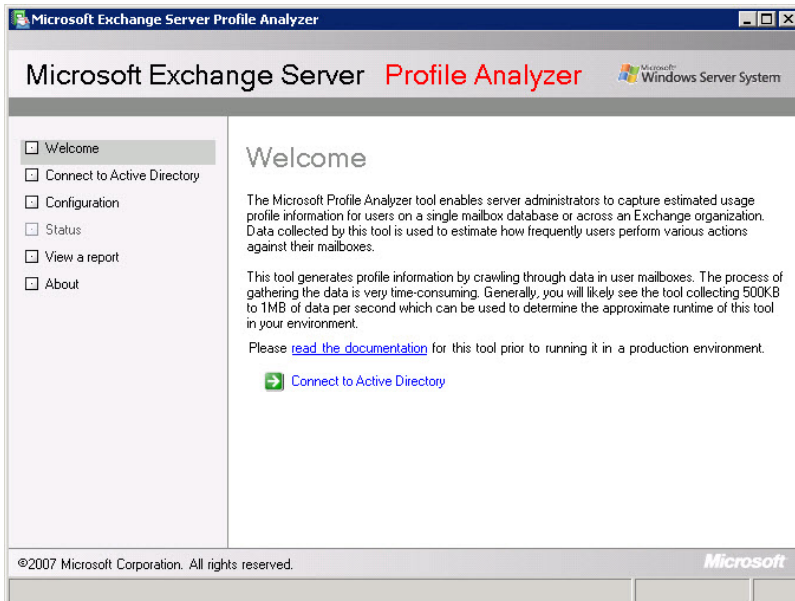 Microsoft Exchange Server Profile Analyzer
Microsoft Exchange Server Profile Analyzer
Microsoft
Windows Server System
Welcome
Connect to Active Directory
Configuration
Status
View a report
About
Welcome
The Microsoft Profile Analyzer tool enables server administrators to capture estimated usage
profile information for users on a single mailbox database or across an Exchange organization.
Data collected by this tool is used to estimate how frequently users perform various actions
against their mailboxes.
This tool generates profile information by crawling through data in user mailboxes. The process of
gathering the data is very time-consuming. Generally, you will likely see the tool collecting 500KB
to 1MB of data per second which can be used to determine the approximate runtime of this tool
in your environment.
Please read the documentation for this tool prior to running it in a production environment.
Connect to Active Directory
©2007 Microsoft Corporation. All rights reserved.
Microsoft